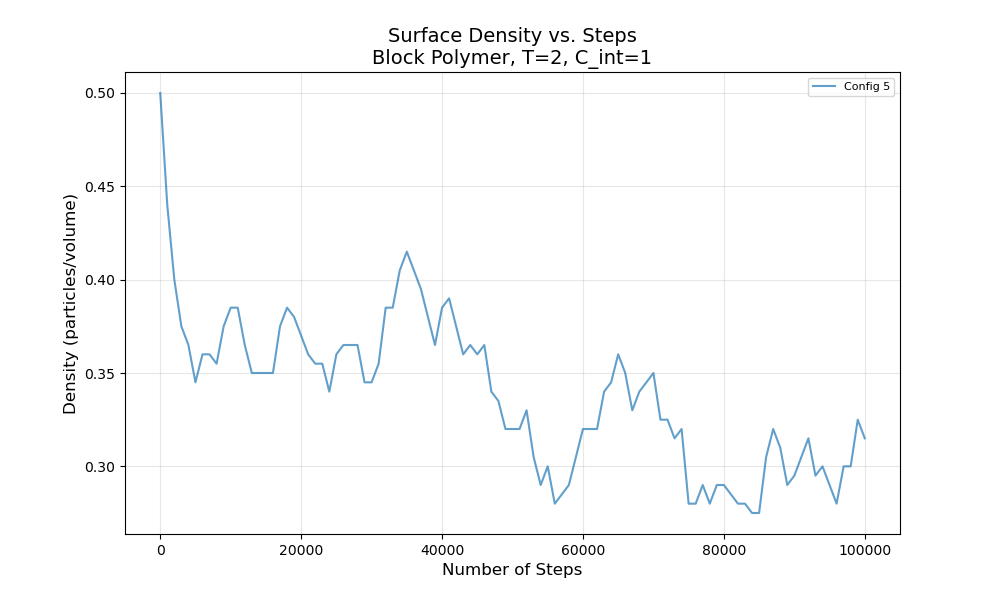 Surface Density vs. Steps
Block Polymer, T=2, C_int=1
Config 5
Density (particles/volume)
0.50
0.45
0.40
0.35
0.30
0
20000
40000
60000
80000
100000
Number of Steps